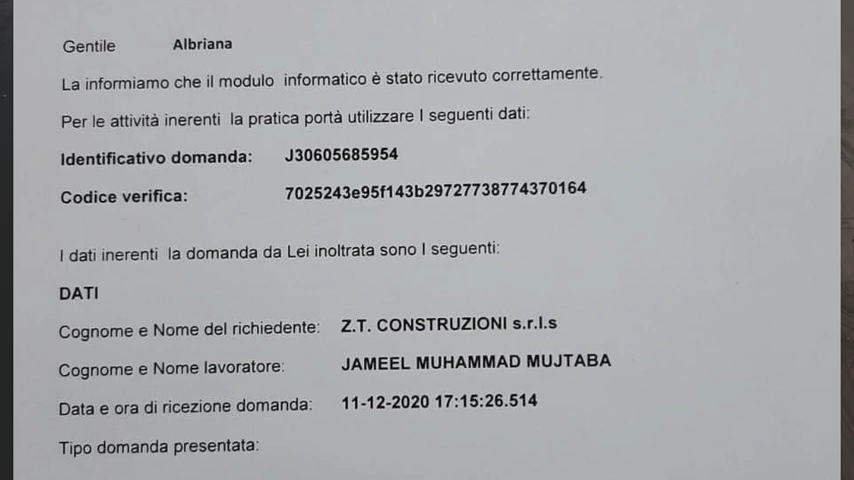 Gentile Albriana
La informiamo che il modulo informatico è stato ricevuto correttamente.
Per le attività inerenti la pratica portà utilizzare I seguenti dati:
Identificativo domanda: J30605685954
Codice verifica: 7025243e95f143b29727738774370164
I dati inerenti la domanda da Lei inoltrata sono I seguenti:
DATI
Cognome e Nome del richiedente: Z.T. CONSTRUZIONI s.r.l.s
Cognome e Nome lavoratore: JAMEEL MUHAMMAD MUJTABA
Data e ora di ricezione domanda: 11-12-2020 17:15:26.514
Tipo domanda presentata: